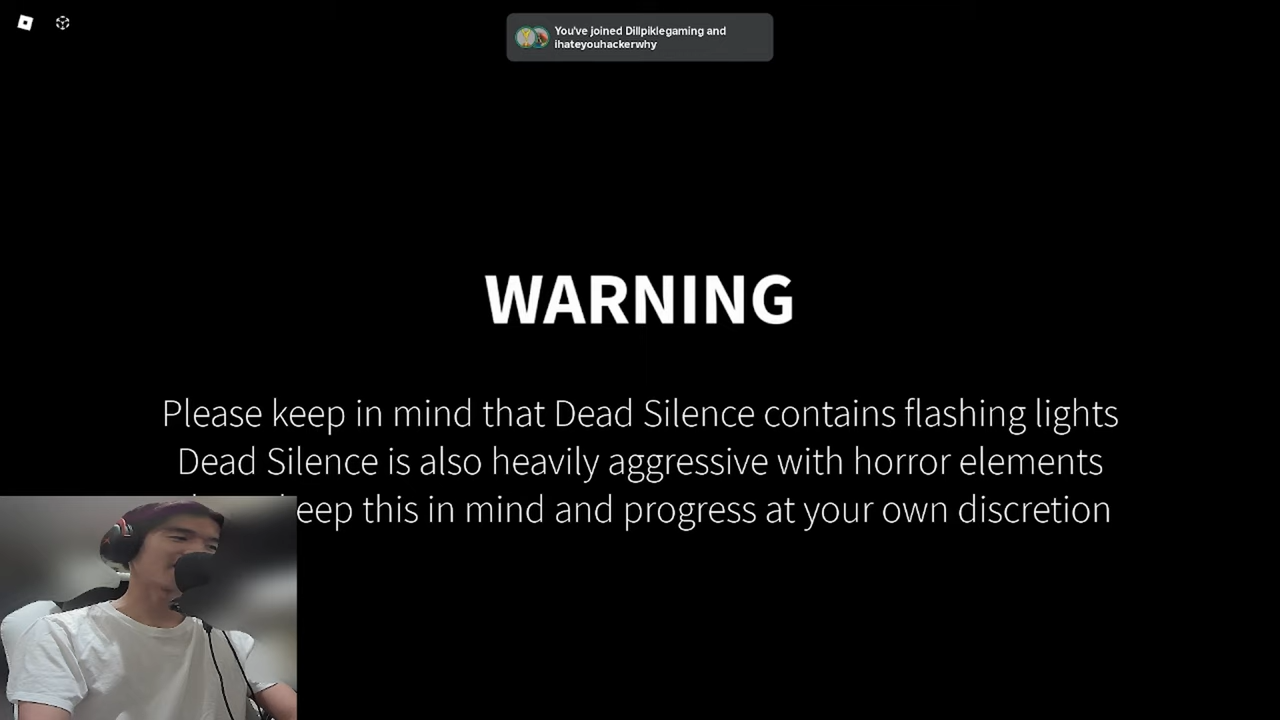 You've joined Dillpiklegaming and
ihateyouhackerwhy
WARNING
Please keep in mind that Dead Silence contains flashing lights
Dead Silence is also heavily aggressive with horror elements
this in mind and progress at your own discretion